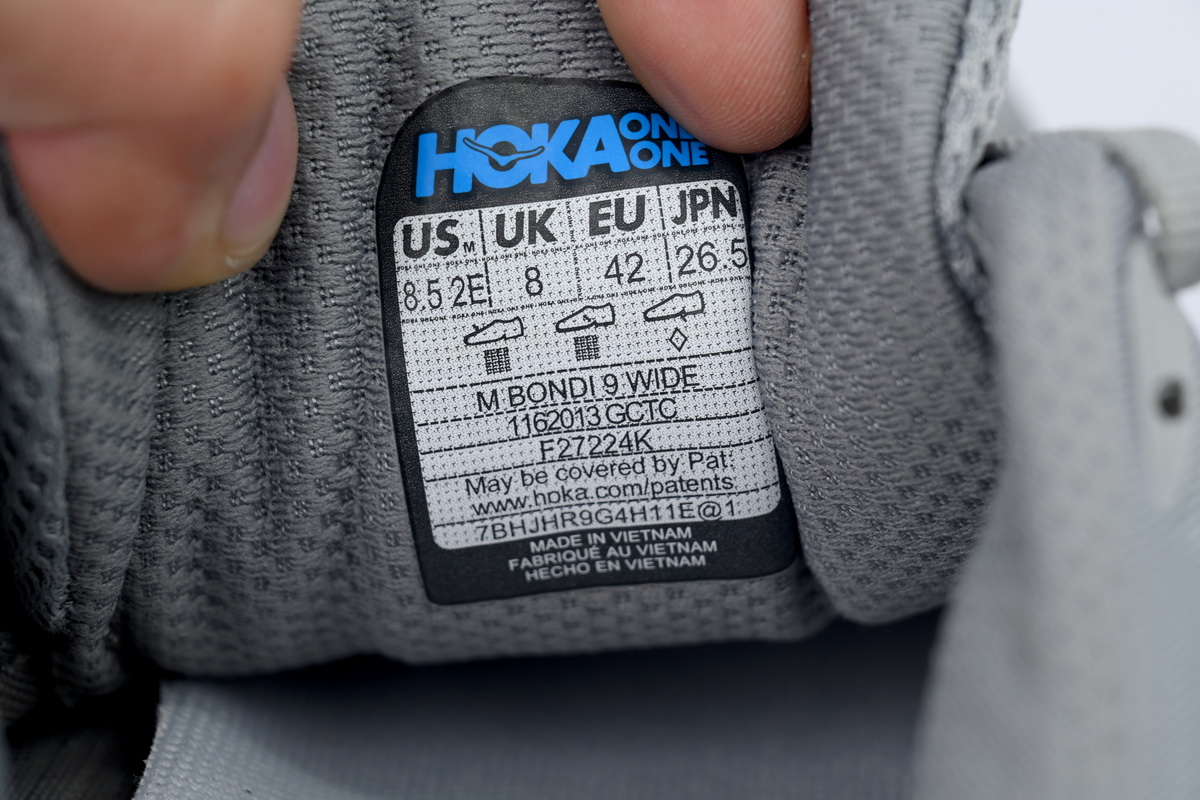 HOKA ONE ONE
US M UK EU JPN
8.5 2E 8 42 26.5
M BONDI 9 WIDE
1162013 GCTC
F27224K
May be covered by Pat:
www.hoka.com/patents
7BHJHR9G4H11E@1
MADE IN VIETNAM
FABRIQUÉ AU VIETNAM
HECHO EN VIETNAM